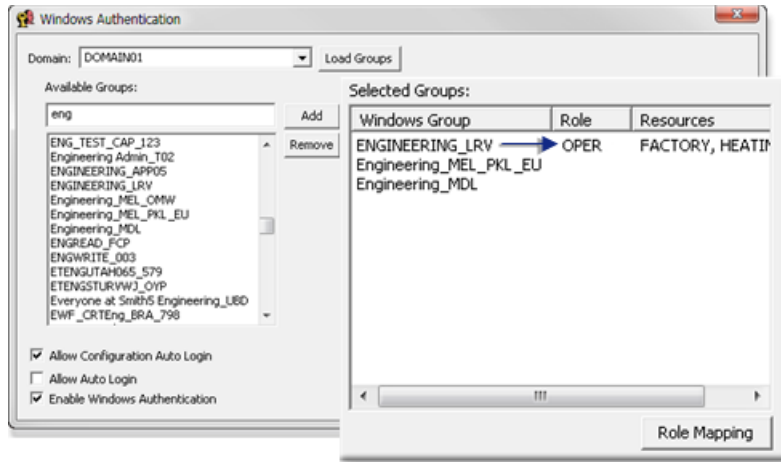 Windows Authentication
Domain: DOMAIN01
Load Groups
Available Groups:
eng
Add
Remove
ENG_TEST_CAP_123
Engineering Admin_T02
ENGINEERING_APP05
ENGINEERING_LRV
Engineering_MEL_OMW
Engineering_MEL_PKL_EU
Engineering_MDL
ENGREAD_FCP
ENGWRITE_003
ETENGUTAH065_579
ETENGSTURVWJ_OYP
Everyone at Smith5 Engineering_UBD
EWF_CRTEng_BRA_798
Allow Configuration Auto Login
Allow Auto Login
Enable Windows Authentication
Selected Groups:
Windows Group Role Resources
ENGINEERING_LRV OPER FACTORY, HEATIN
Engineering_MEL_PKL_EU
Engineering_MDL
Role Mapping